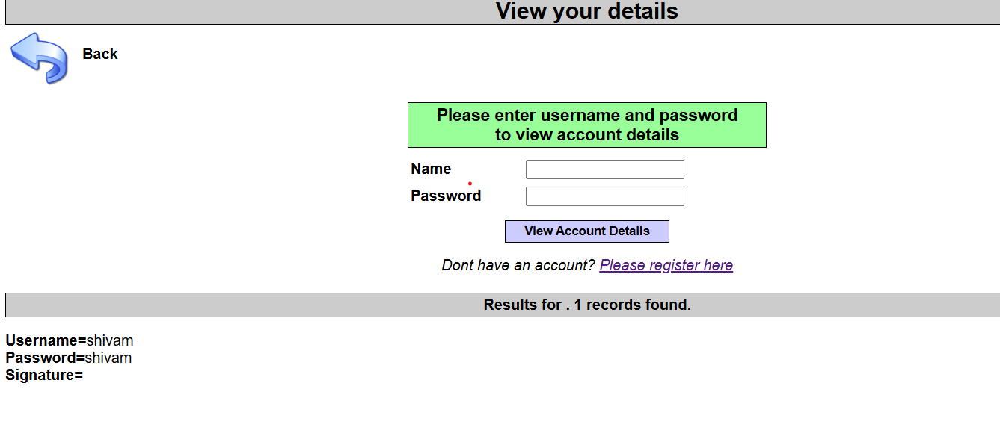 View your details
Back
Please enter username and password
to view account details
Name
Password
View Account Details
Dont have an account? Please register here
Results for . 1 records found.
Username=shivam
Password=shivam
Signature=